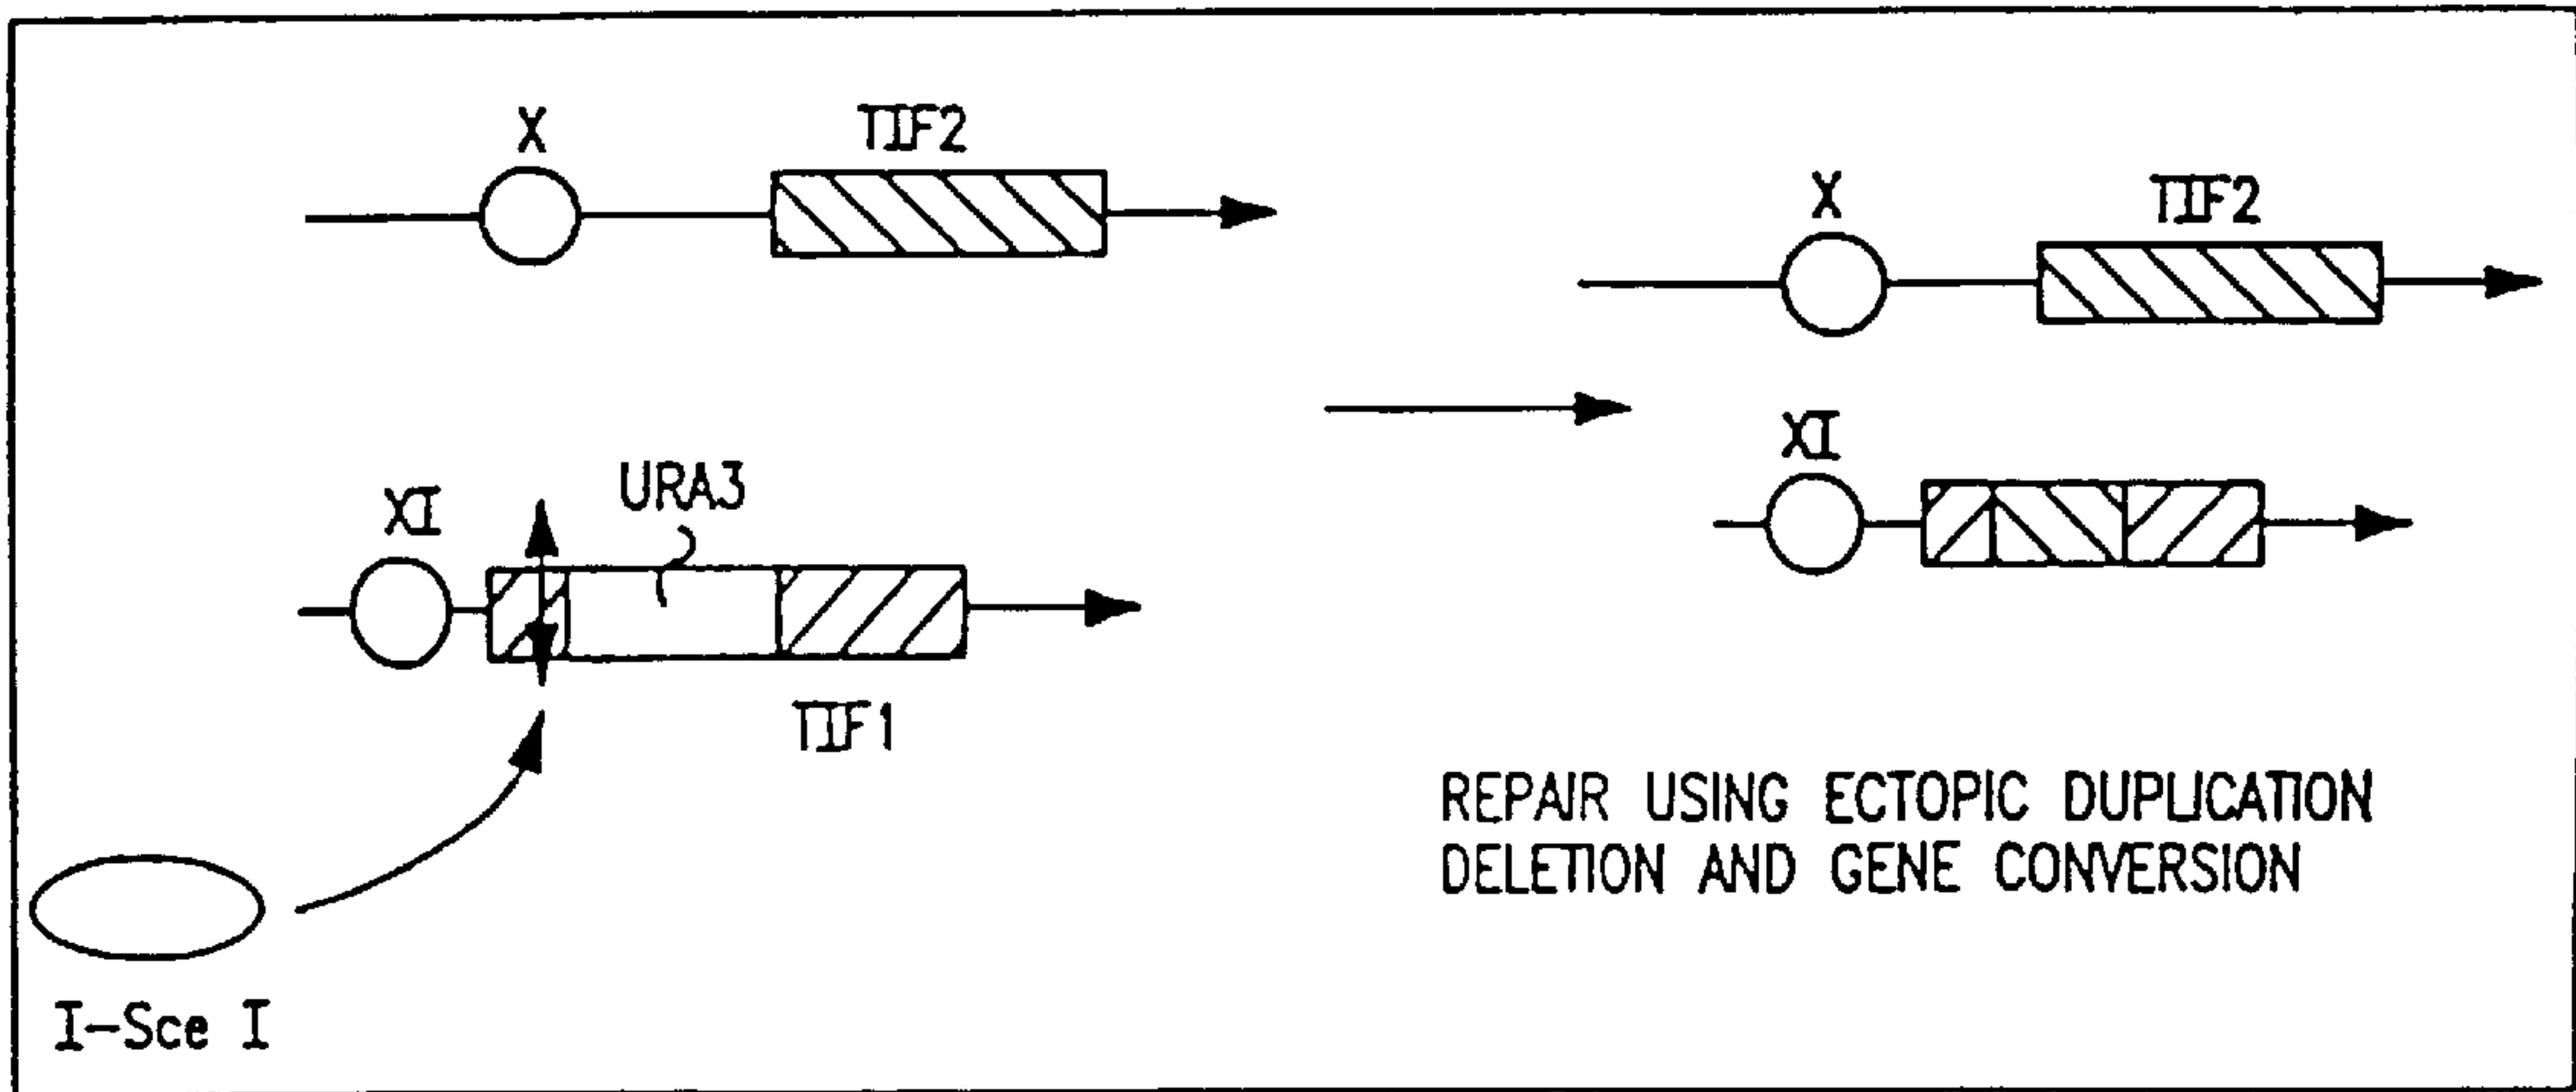 X
TIF2
XI
URA3
TIF1
I-Sce I
X
TIF2
XI
REPAIR USING ECTOPIC DUPLICATION
DELETION AND GENE CONVERSION